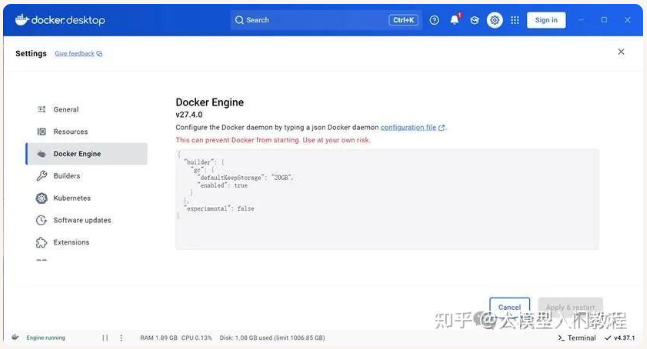 docker.desktop
Search
Ctrl+K
Sign in
Settings
Give feedback
General
Resources
Docker Engine
Builders
Kubernetes
Software updates
Extensions
Docker Engine
v27.4.0
Configure the Docker daemon by typing a json Docker daemon configuration file
This can prevent Docker from starting. Use at your own risk.
{
"builder": {
"gc": {
"defaultKeepStorage": "20GB",
"enabled": true
}
},
"experimental": false
}
Cancel
Apply & restart
知乎 @大模型入门教程
Engine running
RAM 1.89 GB CPU 0.13% Disk: 1.08 GB used (limit 1006.85 GB)
Terminal
v4.37.1